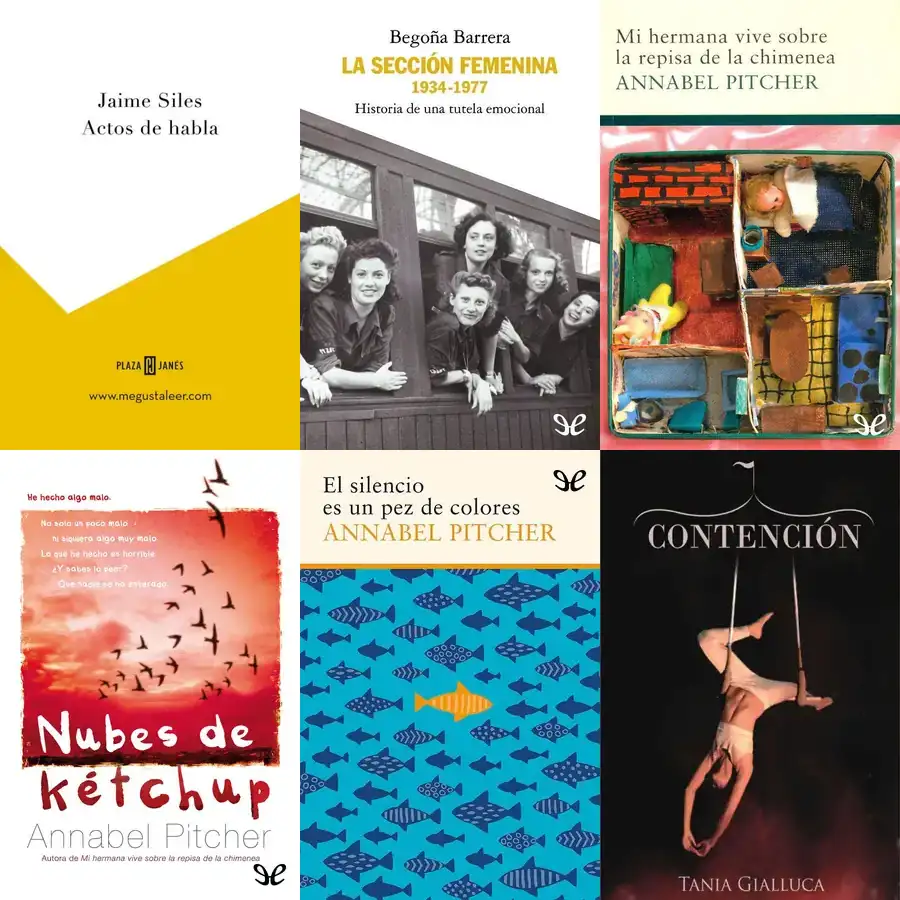 Jaime Siles
Actos de habla
PLAZA JANÉS
www.megustaleer.com
Begoña Barrera
LA SECCIÓN FEMENINA
1934-1977
Historia de una tutela emocional
Mi hermana vive sobre
la repisa de la chimenea
ANNABEL PITCHER
He hecho algo malo.
No solo un poco malo
ni siquiera algo muy malo.
Lo que he hecho es horrible.
¿Y sabes lo peor?
Que nadie se ha enterado.
Nubes de
kétchup
Annabel Pitcher
Autora de Mi hermana vive sobre la repisa de la chimenea
El silencio
es un pez de colores
ANNABEL PITCHER
CONTENCIÓN
TANIA GIALLUCA